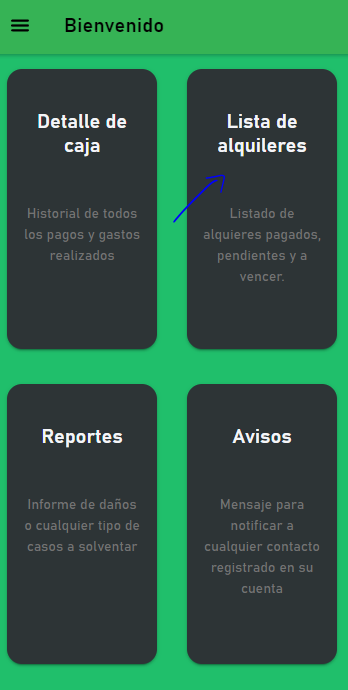 Bienvenido
Detalle de
caja
Historial de todos
los pagos y gastos
realizados
Lista de
alquileres
Listado de
alquieres pagados,
pendientes y a
vencer.
Reportes
Informe de daños
o cualquier tipo de
casos a solventar
Avisos
Mensaje para
notificar a
cualquier contacto
registrado en su
cuenta